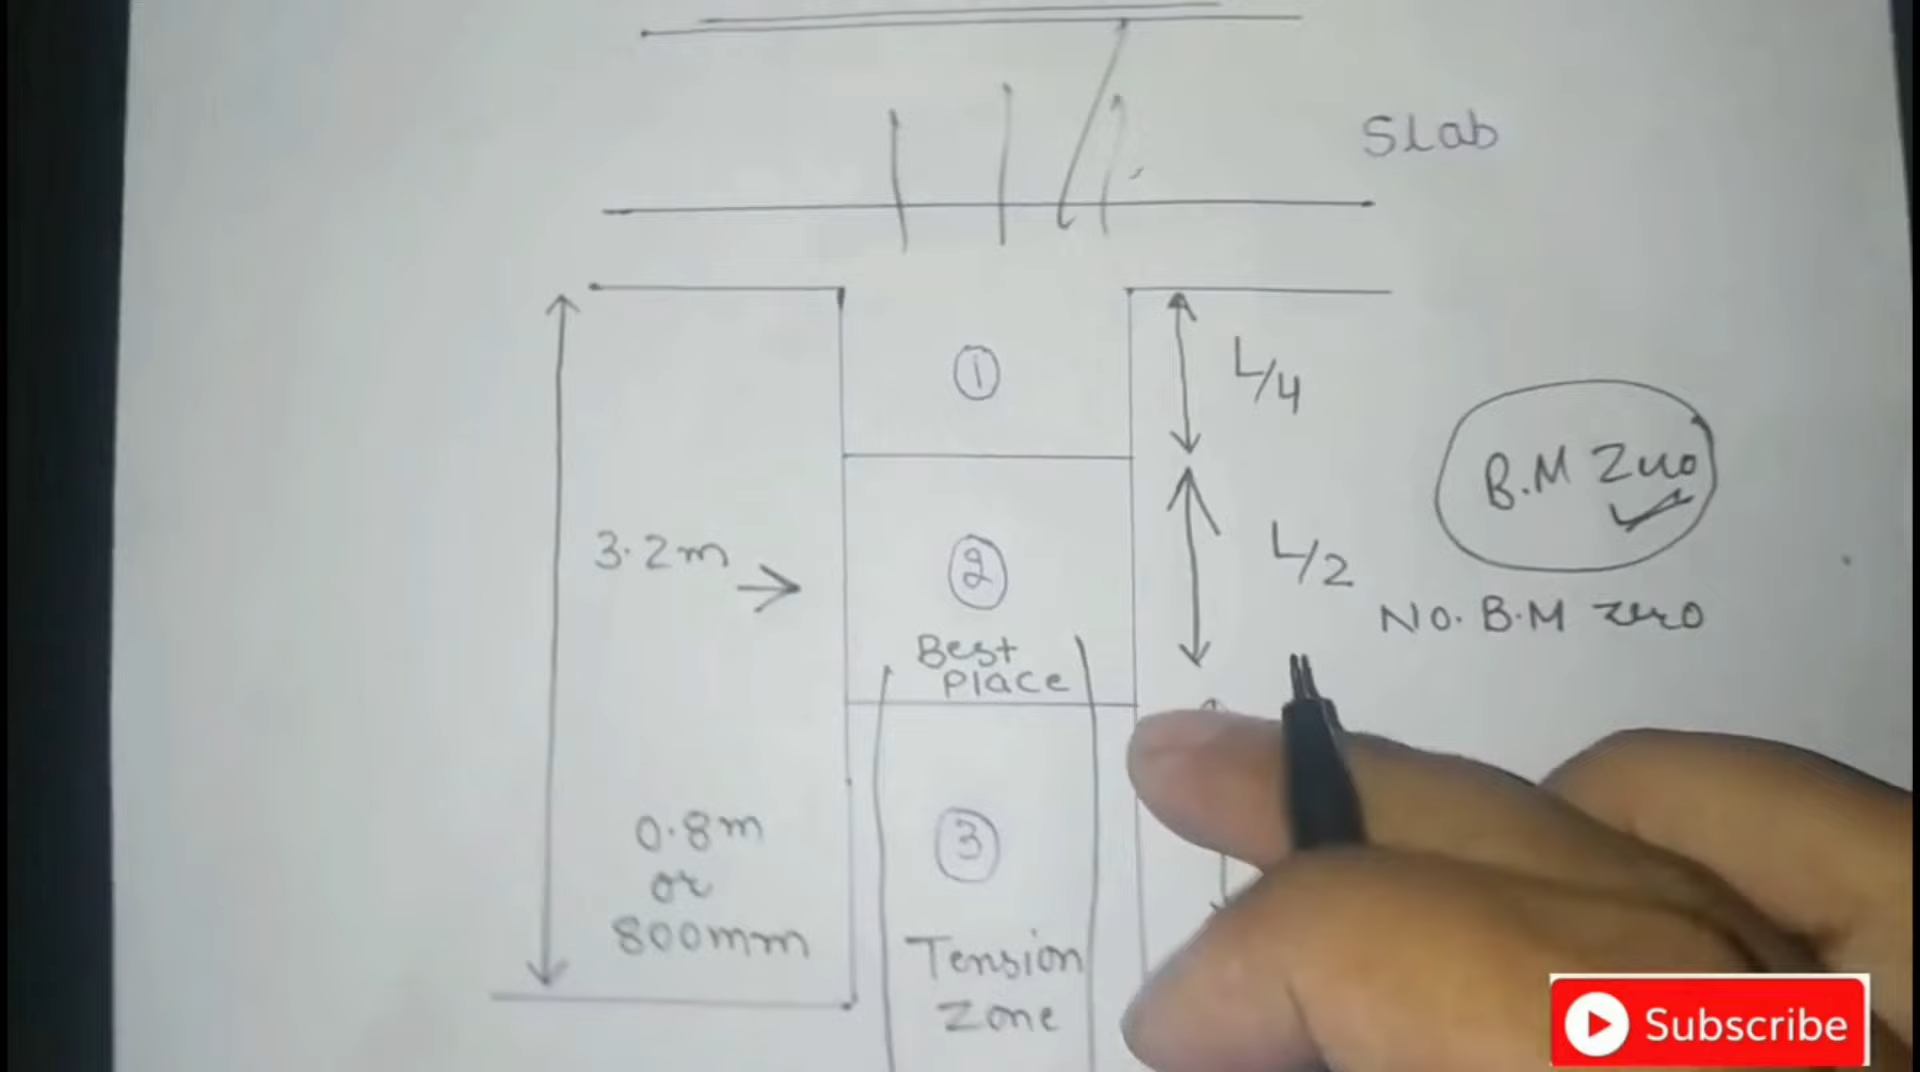 Slab
1
L/4
B.M Zero
3.2m
2
L/2
No. B.M zero
Best
Place
0.8m
or
800mm
3
Tension
Zone
Subscribe